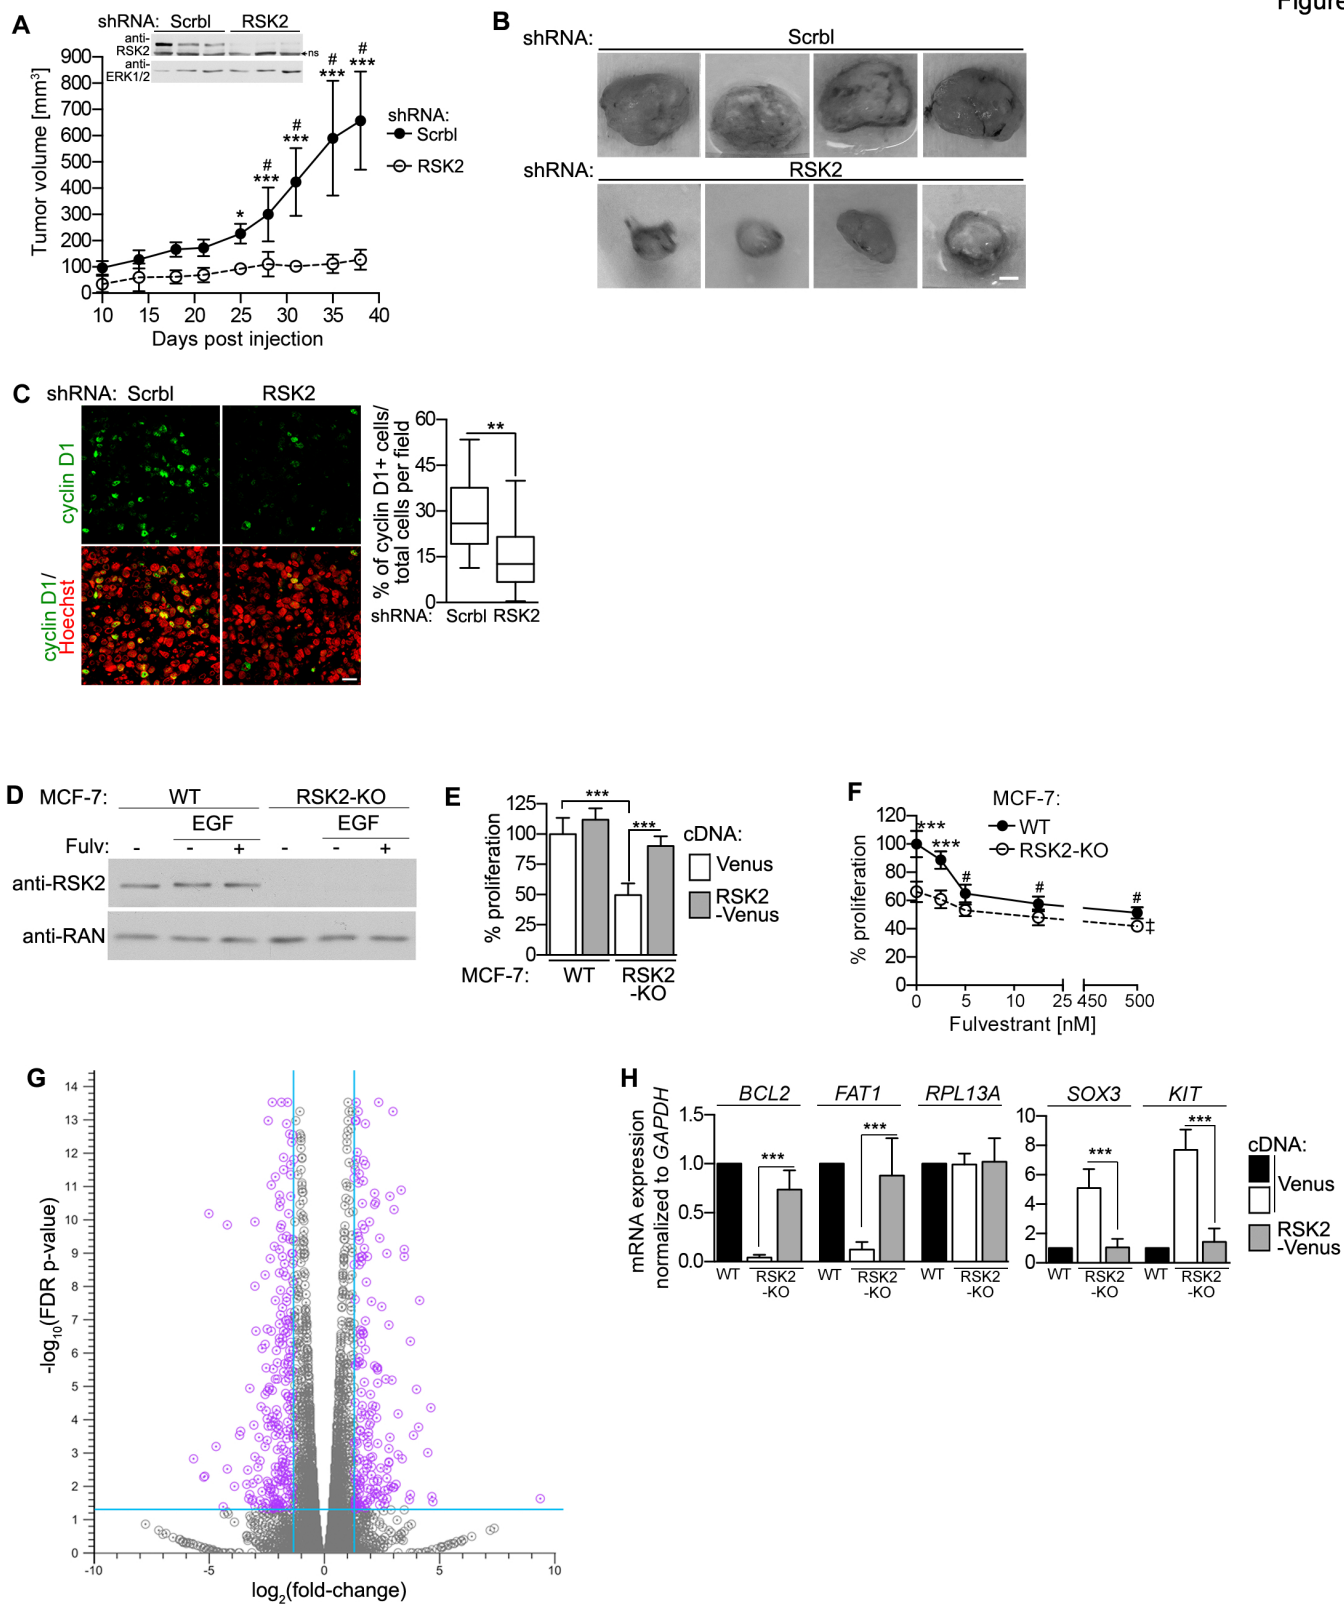 Figure
A
shRNA: Scrbl RSK2
anti-
RSK2
ns
anti-
ERK1/2
900
800
700
600
500
400
300
200
100
0
Tumor volume [mm³]
* # *** # *** # *** # ***
shRNA:
Scrbl
RSK2
10 15 20 25 30 35 40
Days post injection
B
shRNA: Scrbl
shRNA: RSK2
C
shRNA: Scrbl RSK2
cyclin D1
cyclin D1/
Hoechst
% of cyclin D1+ cells/
total cells per field
60
45
30
15
0
**
shRNA: Scrbl RSK2
D
MCF-7: WT RSK2-KO
EGF EGF
Fulv: - - + - - +
anti-RSK2
anti-RAN
E
% proliferation
125
100
75
50
25
0
*** ***
cDNA:
Venus
RSK2
-Venus
MCF-7: WT RSK2
-KO
F
MCF-7:
WT
RSK2-KO
% proliferation
120
100
80
60
40
20
0
*** *** # # # ‡
0 5 10 25 450 500
Fulvestrant [nM]
G
-log10(FDR p-value)
14
13
12
11
10
9
8
7
6
5
4
3
2
1
0
-10 -5 0 5 10
log2(fold-change)
H
mRNA expression
normalized to GAPDH
BCL2 FAT1 RPL13A SOX3 KIT
1.5
1.0
0.5
0.0
10
8
6
4
2
0
*** *** *** ***
WT RSK2
-KO
WT RSK2
-KO
WT RSK2
-KO
WT RSK2
-KO
WT RSK2
-KO
cDNA:
Venus
RSK2
-Venus